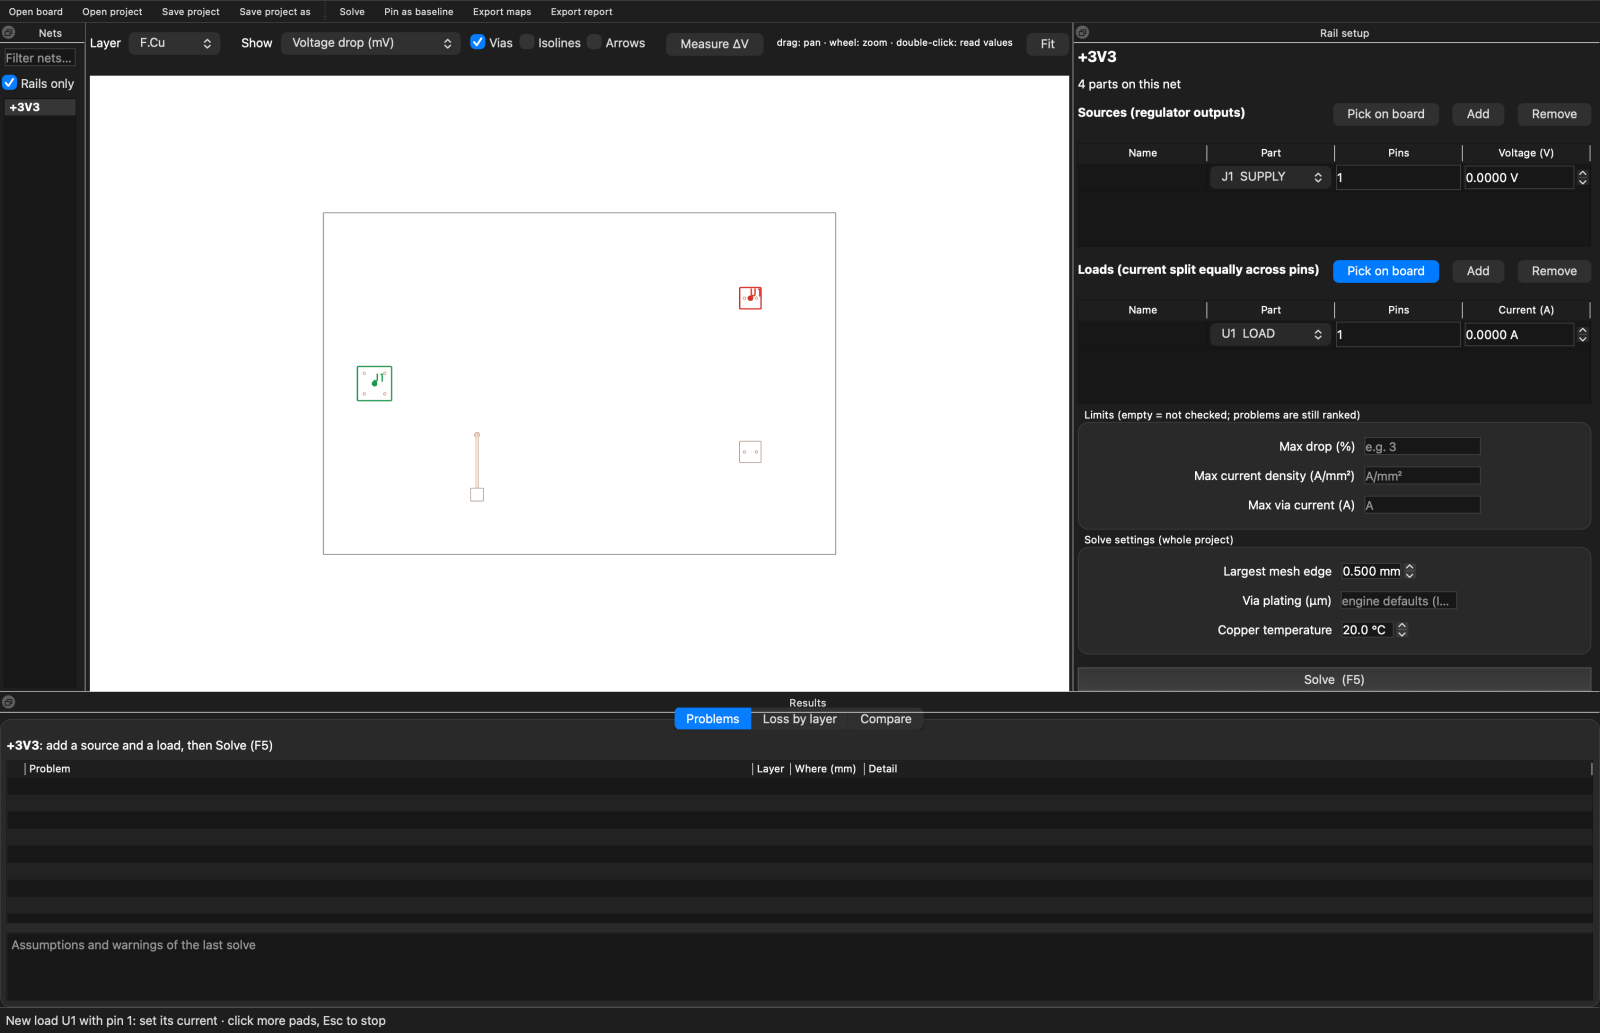 Open board Open project Save project Save project as Solve Pin as baseline Export maps Export report
Nets
Filter nets...
Rails only
+3V3
Layer F.Cu Show Voltage drop (mV) Vias Isolines Arrows Measure ΔV drag: pan · wheel: zoom · double-click: read values Fit
U1
J1
Rail setup
+3V3
4 parts on this net
Sources (regulator outputs) Pick on board Add Remove
Name Part Pins Voltage (V)
J1 SUPPLY 1 0.0000 V
Loads (current split equally across pins) Pick on board Add Remove
Name Part Pins Current (A)
U1 LOAD 1 0.0000 A
Limits (empty = not checked; problems are still ranked)
Max drop (%) e.g. 3
Max current density (A/mm²) A/mm²
Max via current (A) A
Solve settings (whole project)
Largest mesh edge 0.500 mm
Via plating (µm) engine defaults (I...
Copper temperature 20.0 °C
Solve (F5)
Results
Problems Loss by layer Compare
+3V3: add a source and a load, then Solve (F5)
Problem Layer Where (mm) Detail
Assumptions and warnings of the last solve
New load U1 with pin 1: set its current · click more pads, Esc to stop